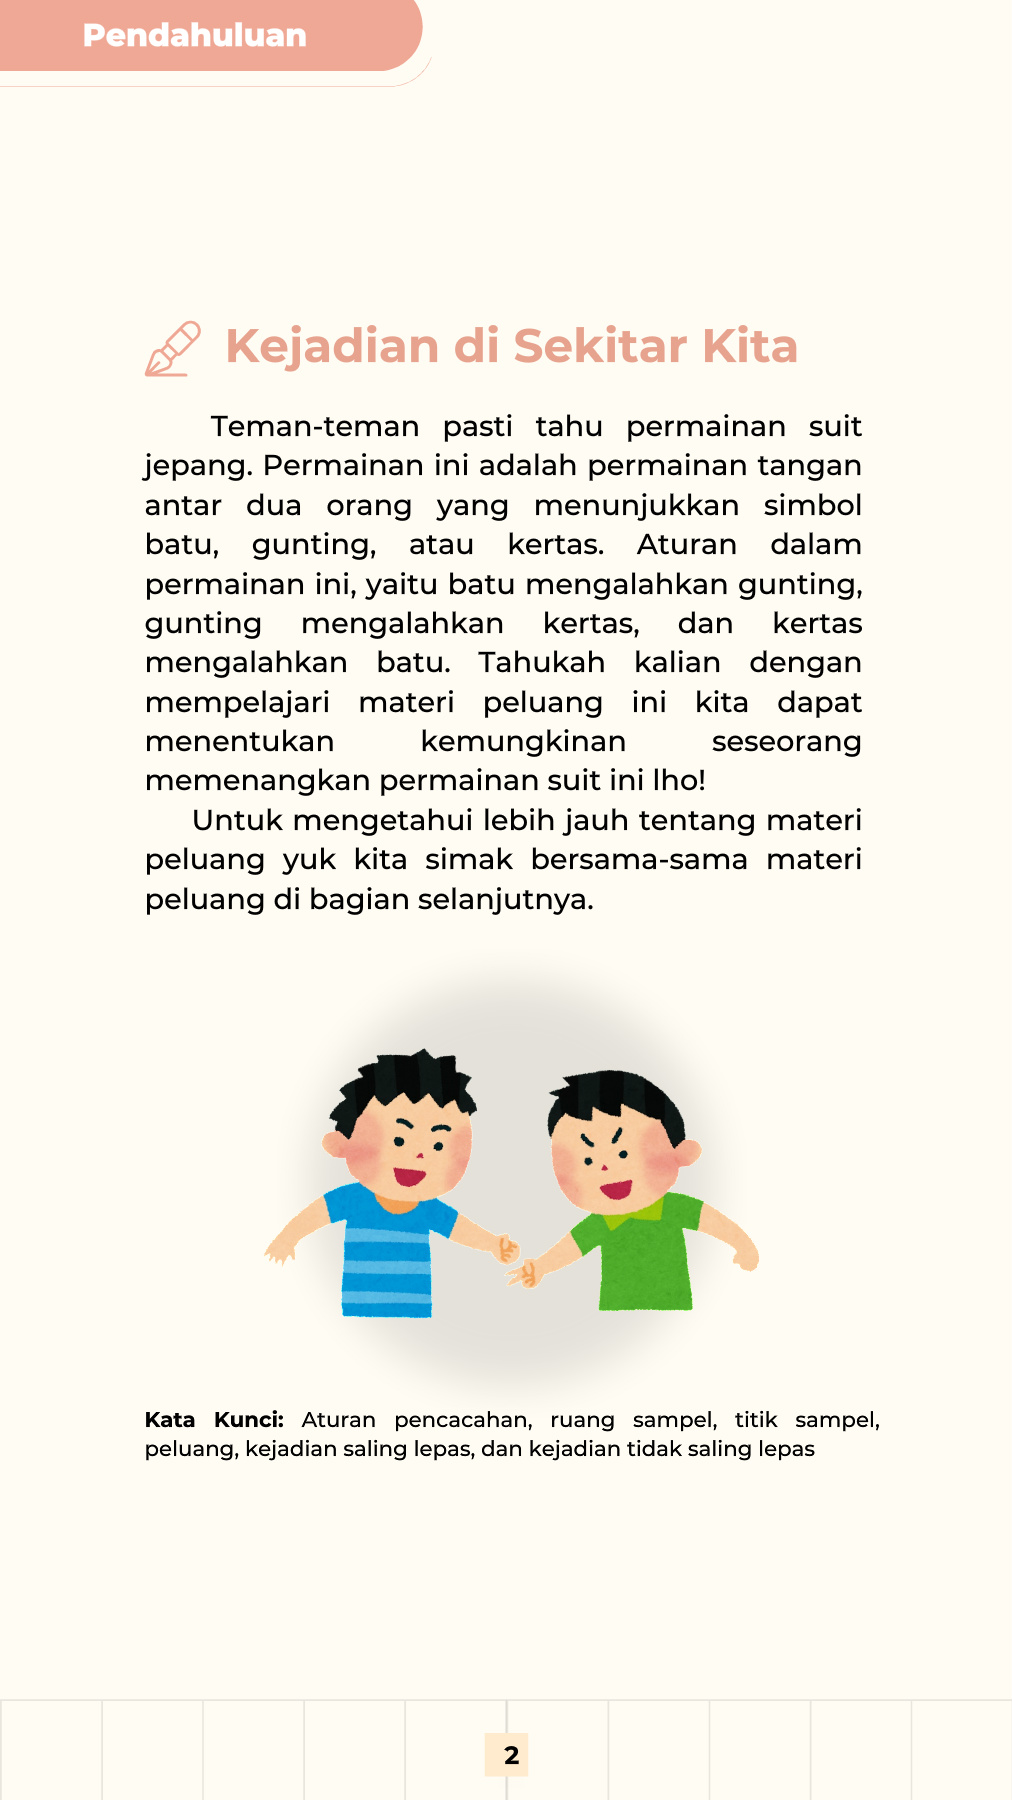 Pendahuluan
Kejadian di Sekitar Kita
Teman-teman pasti tahu permainan suit
jepang. Permainan ini adalah permainan tangan
antar dua orang yang menunjukkan simbol
batu, gunting, atau kertas. Aturan dalam
permainan ini, yaitu batu mengalahkan gunting,
gunting mengalahkan kertas, dan kertas
mengalahkan batu. Tahukah kalian dengan
mempelajari materi peluang ini kita dapat
menentukan kemungkinan seseorang
memenangkan permainan suit ini lho!
Untuk mengetahui lebih jauh tentang materi
peluang yuk kita simak bersama-sama materi
peluang di bagian selanjutnya.
Kata Kunci: Aturan pencacahan, ruang sampel, titik sampel,
peluang, kejadian saling lepas, dan kejadian tidak saling lepas
2